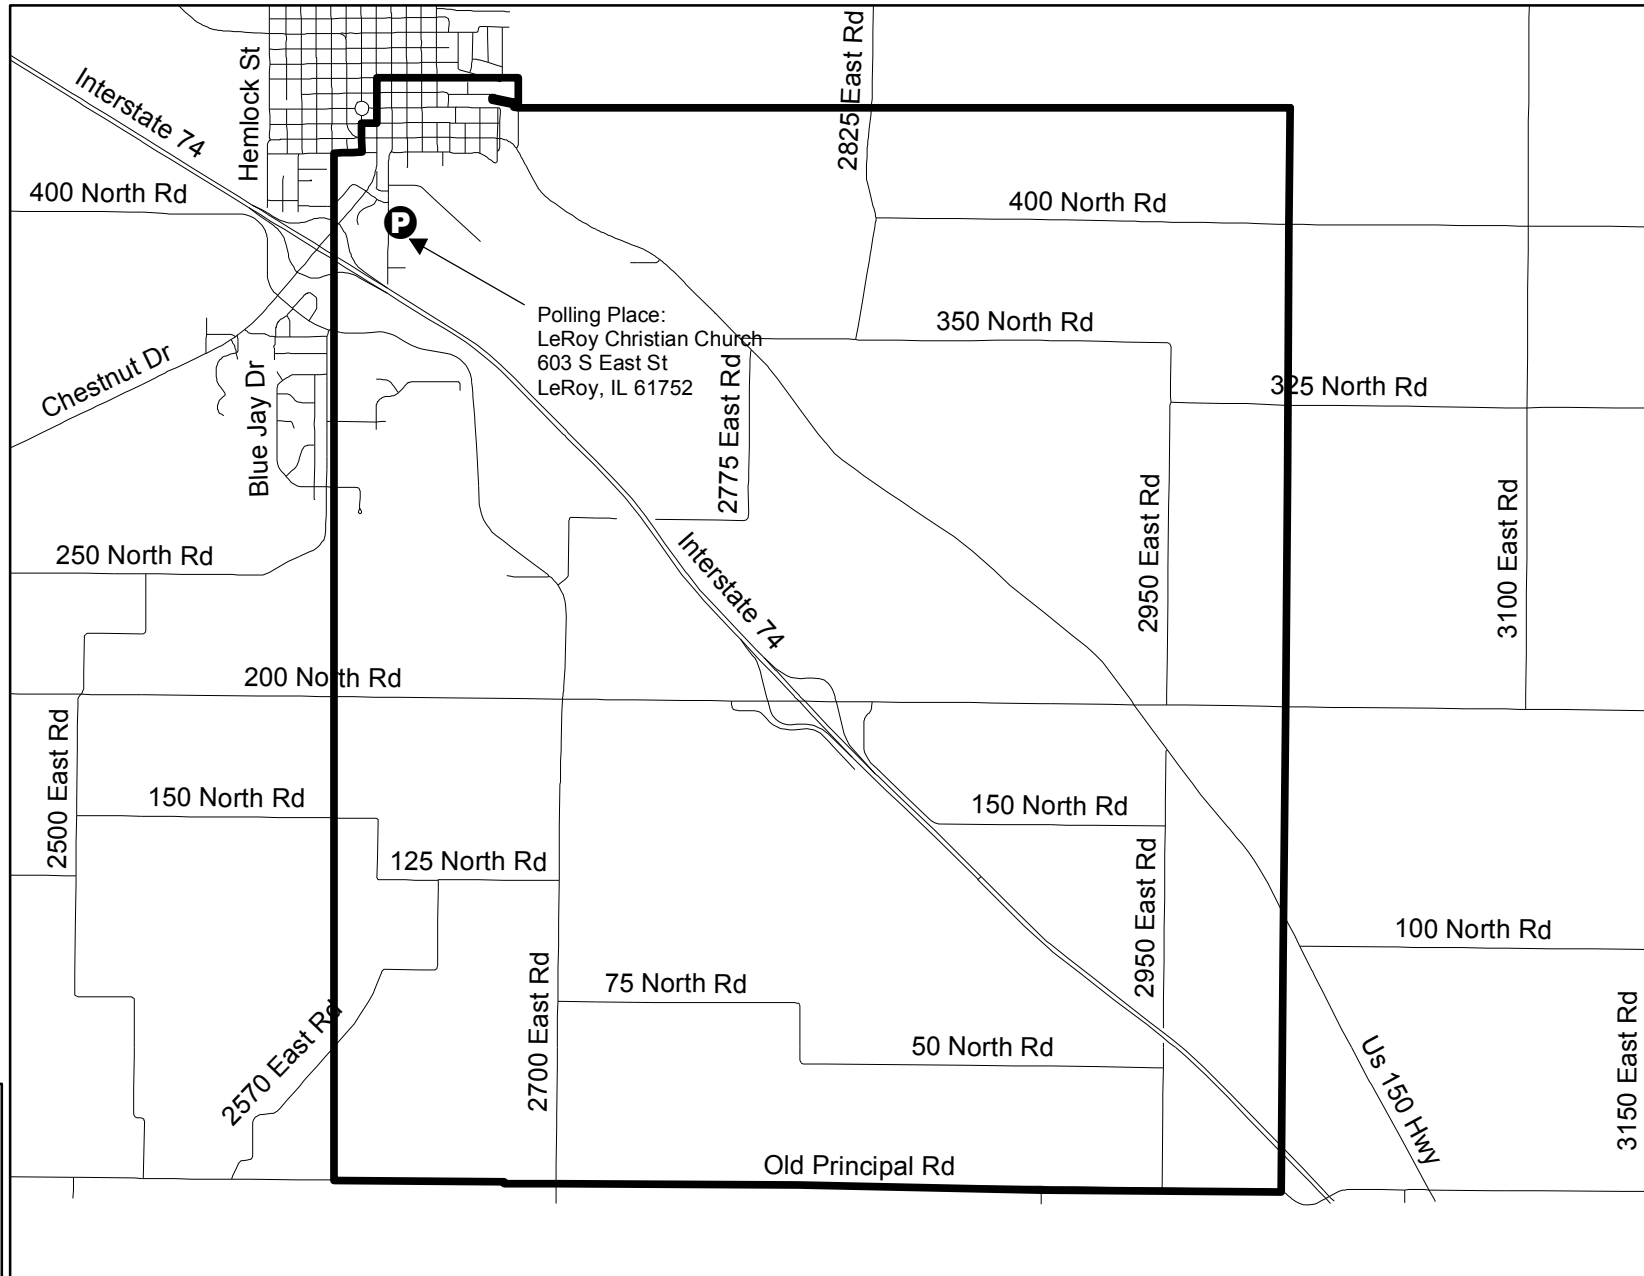 2825 East Rd
Hemlock St
Interstate 74
400 North Rd
400 North Rd
P
Polling Place:
LeRoy Christian Church
603 S East St
LeRoy, IL 61752
350 North Rd
325 North Rd
Chestnut Dr
Blue Jay Dr
2775 East Rd
2950 East Rd
3100 East Rd
250 North Rd
Interstate 74
200 North Rd
2500 East Rd
150 North Rd
150 North Rd
125 North Rd
2950 East Rd
100 North Rd
75 North Rd
2700 East Rd
2570 East Rd
50 North Rd
Us 150 Hwy
3150 East Rd
Old Principal Rd